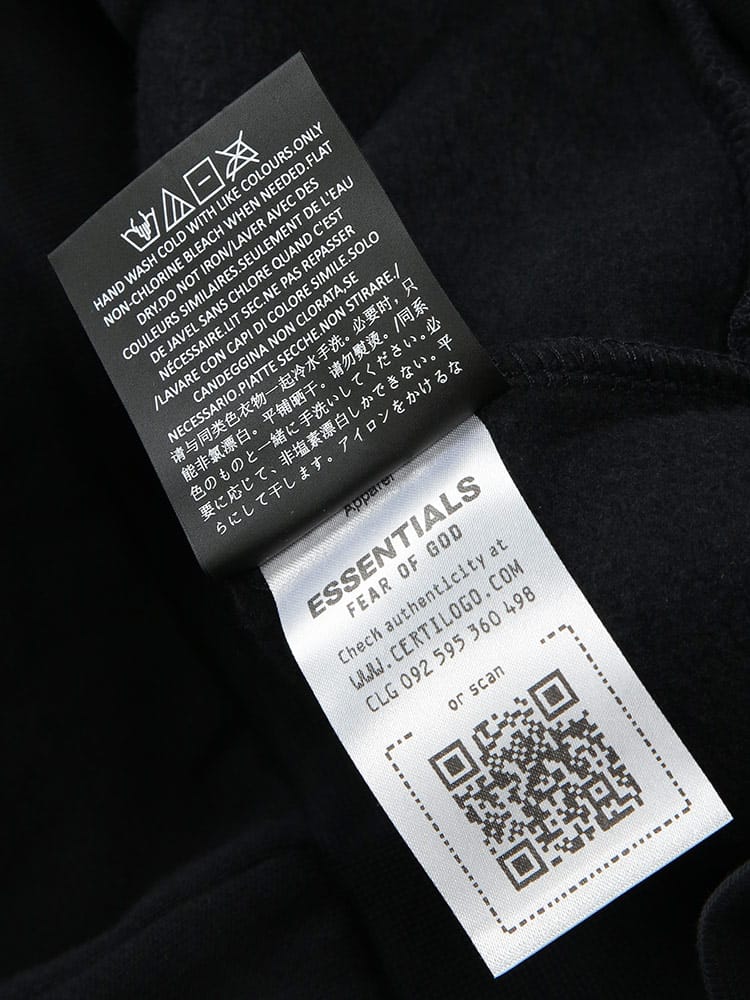 HAND WASH COLD WITH LIKE COLOURS.ONLY
NON-CHLORINE BLEACH WHEN NEEDED.FLAT
DRY.DO NOT IRON/LAVER AVEC DES
COULEURS SIMILAIRES.SEULEMENT DE L'EAU
DE JAVEL SANS CHLORE QUAND C'EST
NÉCESSAIRE.LIT SEC.NE PAS REPASSER
/LAVARE CON CAPI DI COLORE SIMILE.SOLO
CANDEGGINA NON CLORATA,SE
NECESSARIO.PIATTE SECCHE.NON STIRARE./
请与同类色衣物一起冷水手洗。必要时，只
能非氯漂白。平铺晒干。请勿熨烫。/同系
色のものと一緒に手洗いしてください。必
要に応じて、非塩素漂白しかできない。平
らにして干します。アイロンをかけるな
Apparel
ESSENTIALS
FEAR OF GOD
Check authenticity at
WWW.CERTILOGO.COM
CLG 092 595 360 498
or scan